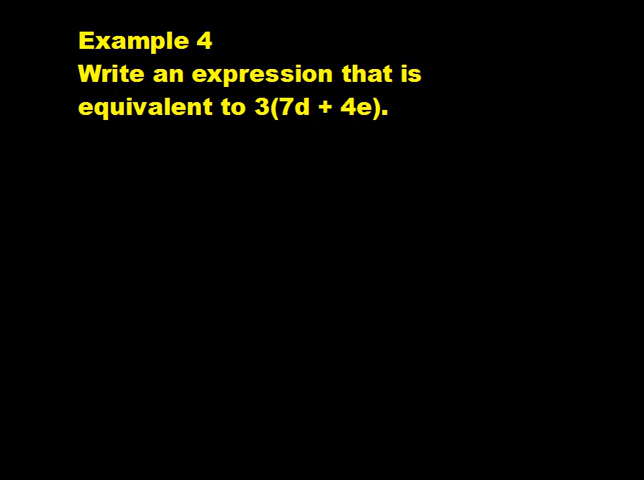 Example 4
Write an expression that is
equivalent to 3(7d + 4e).